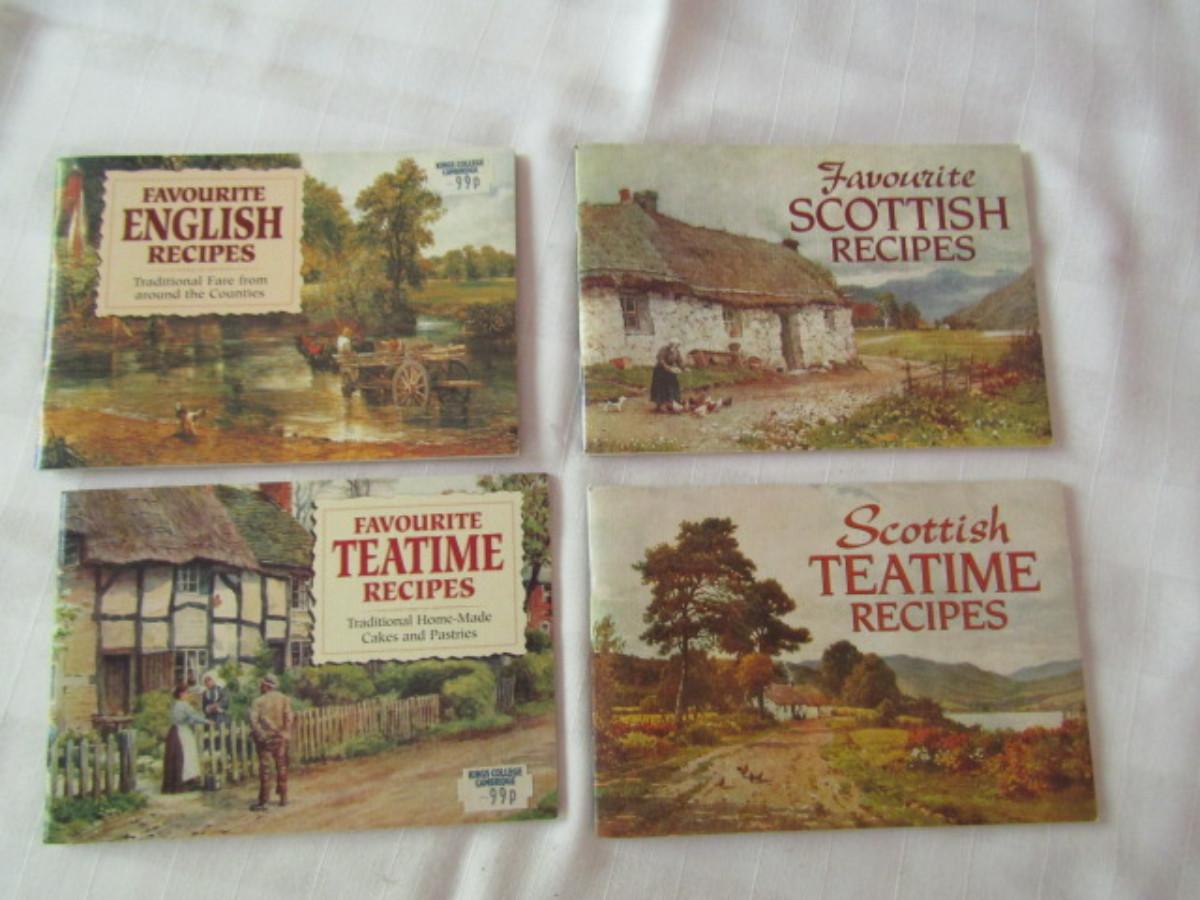 FAVOURITE
ENGLISH
RECIPES
Traditional Fare from
around the Counties
KINGS COLLEGE
CAMBRIDGE
-99p
Favourite
SCOTTISH
RECIPES
FAVOURITE
TEATIME
RECIPES
Traditional Home-Made
Cakes and Pastries
KINGS COLLEGE
CAMBRIDGE
-99p
Scottish
TEATIME
RECIPES